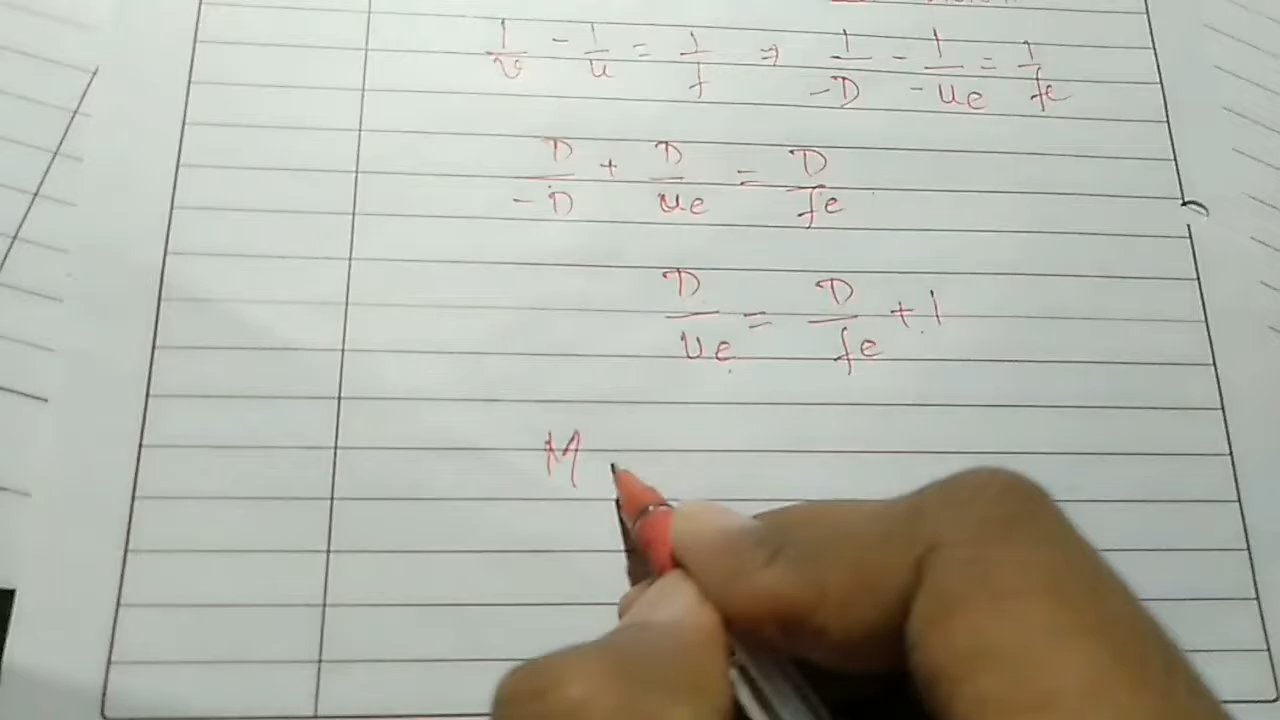 1/v - 1/u = 1/f ⇒ 1/-D - 1/-ue = 1/fe
D/-D + D/ue = D/fe
D/ue = D/fe + 1
M